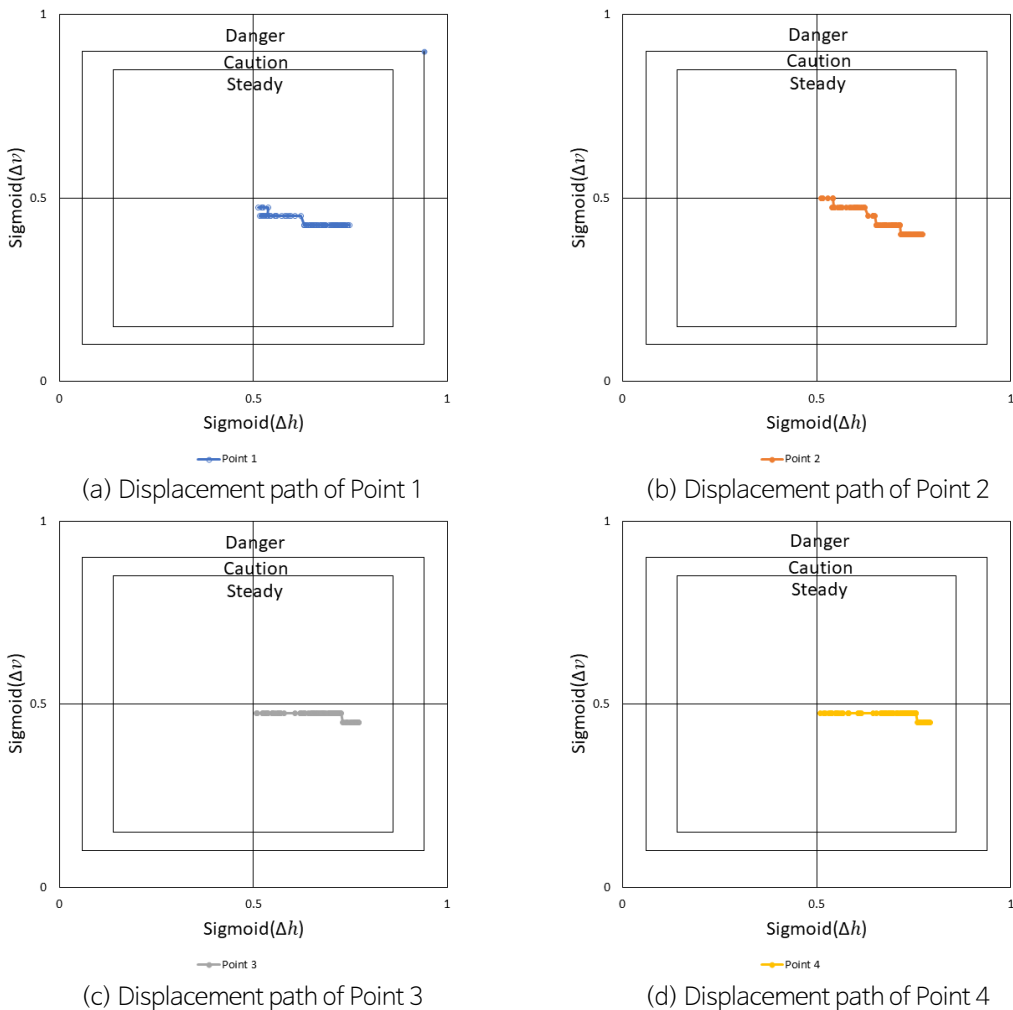 1
Danger
Caution
Steady
Sigmoid(Δv)
0.5
0
0
0.5
1
Sigmoid(Δh)
Point 1
(a) Displacement path of Point 1
1
Danger
Caution
Steady
Sigmoid(Δv)
0.5
0
0
0.5
1
Sigmoid(Δh)
Point 2
(b) Displacement path of Point 2
1
Danger
Caution
Steady
Sigmoid(Δv)
0.5
0
0
0.5
1
Sigmoid(Δh)
Point 3
(c) Displacement path of Point 3
1
Danger
Caution
Steady
Sigmoid(Δv)
0.5
0
0
0.5
1
Sigmoid(Δh)
Point 4
(d) Displacement path of Point 4